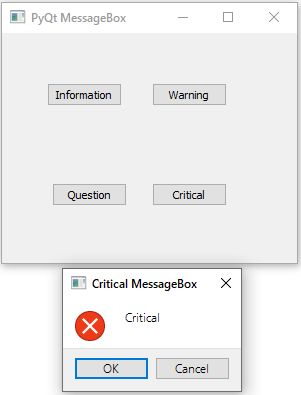 PyQt MessageBox
Information Warning
Question Critical
Critical MessageBox
Critical
OK Cancel